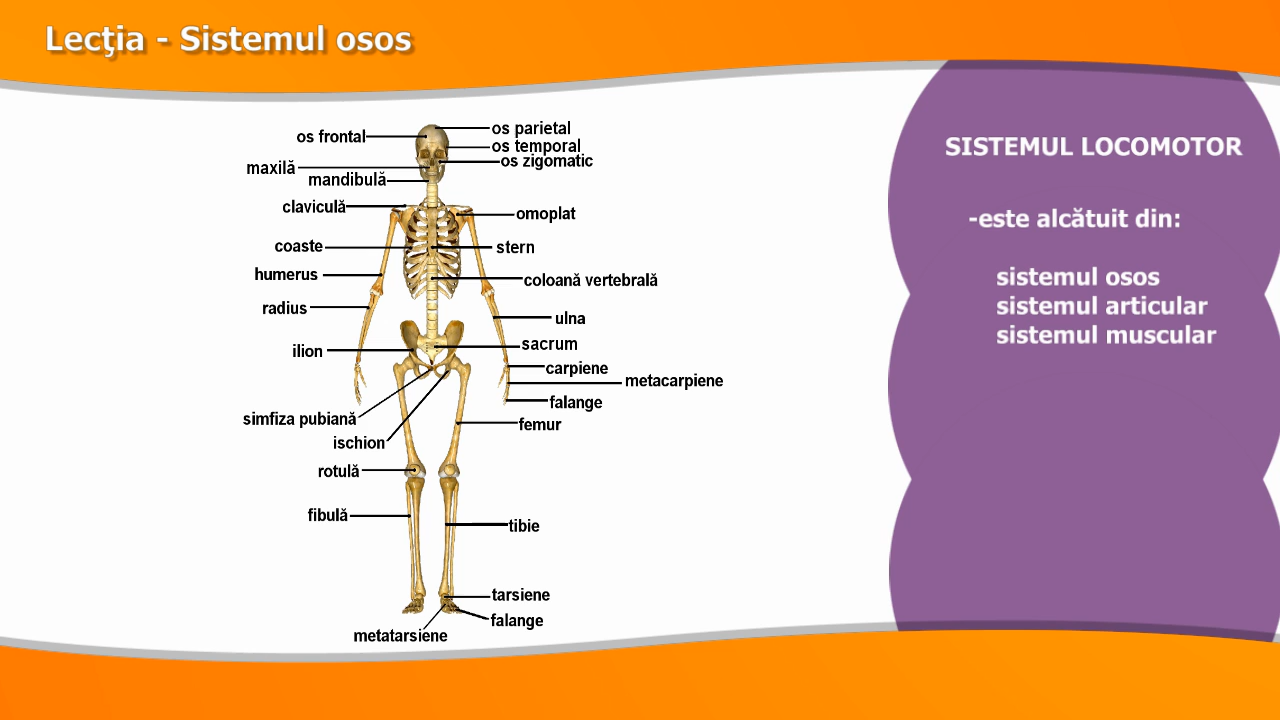 Lecţia - Sistemul osos
os frontal
maxilă
mandibulă
claviculă
coaste
humerus
radius
ilion
simfiza pubiană
ischion
rotulă
fibulă
metatarsiene
os parietal
os temporal
os zigomatic
omoplat
stern
coloană vertebrală
ulna
sacrum
carpiene
metacarpiene
falange
femur
tibie
tarsiene
falange
SISTEMUL LOCOMOTOR
-este alcătuit din:
sistemul osos
sistemul articular
sistemul muscular